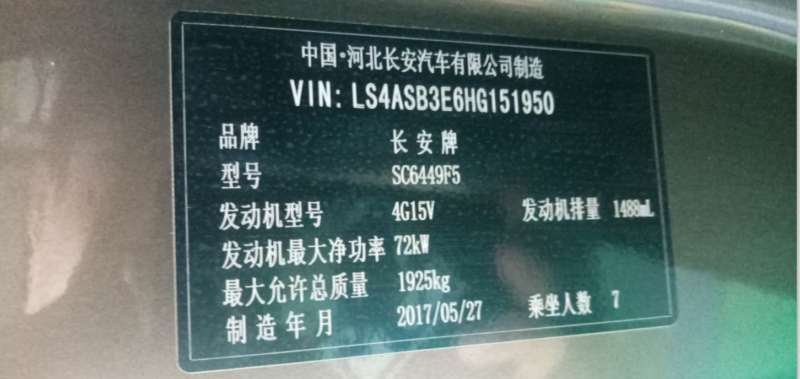 中国·河北长安汽车有限公司制造
VIN: LS4ASB3E6HG151950
品牌 长安牌
型号 SC6449F5
发动机型号 4G15V 发动机排量 1488mL
发动机最大净功率 72kW
最大允许总质量 1925kg
制造年月 2017/05/27 乘坐人数 7